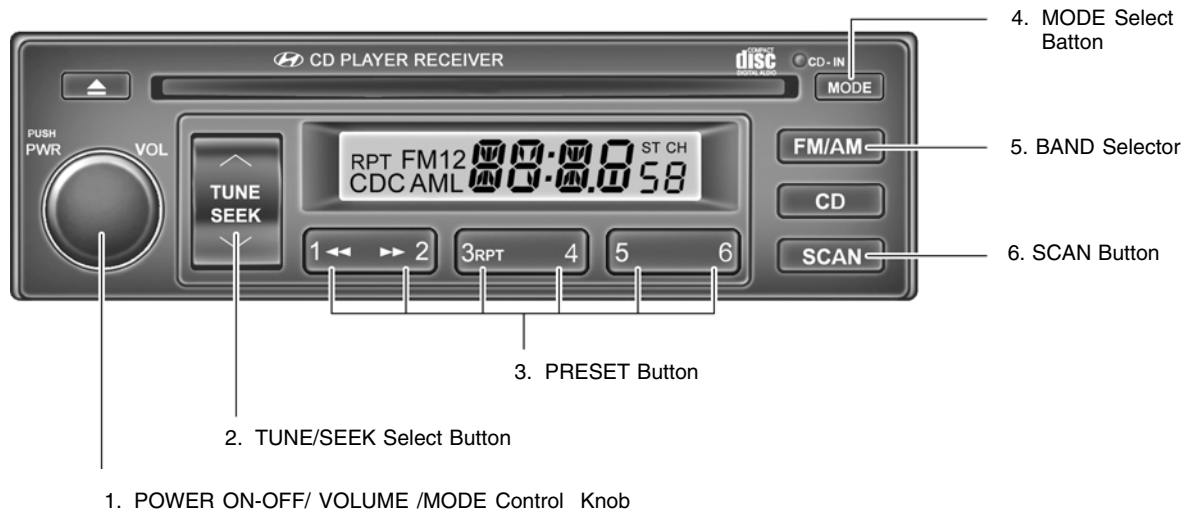 4. MODE Select
Batton
CD PLAYER RECEIVER
COMPACT
disc
DIGITAL AUDIO
CD-IN
MODE
PUSH
PWR
VOL
TUNE
SEEK
RPT FM12 88:8.8 ST CH
CDC AML 58
FM/AM
5. BAND Selector
CD
1 2
3RPT 4
5 6
SCAN
6. SCAN Button
3. PRESET Button
2. TUNE/SEEK Select Button
1. POWER ON-OFF/ VOLUME /MODE Control Knob